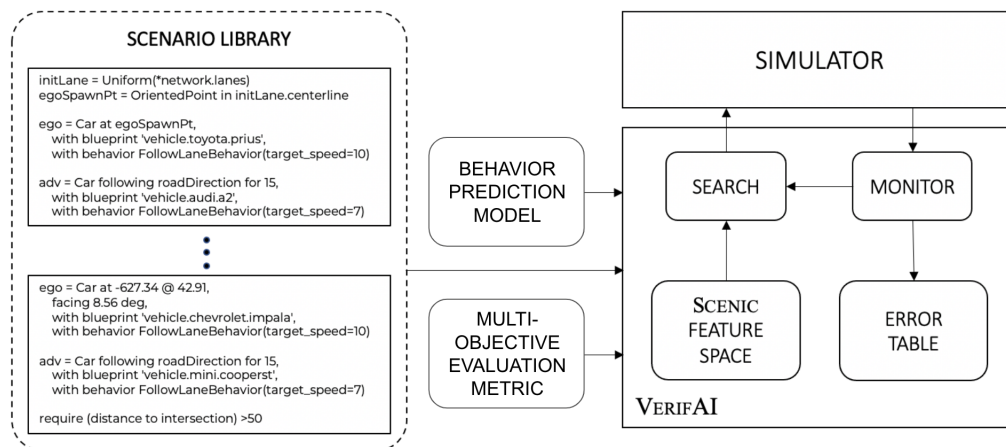 SCENARIO LIBRARY
initLane = Uniform(*network.lanes)
egoSpawnPt = OrientedPoint in initLane.centerline
ego = Car at egoSpawnPt,
with blueprint 'vehicle.toyota.prius',
with behavior FollowLaneBehavior(target_speed=10)
adv = Car following roadDirection for 15,
with blueprint 'vehicle.audi.a2',
with behavior FollowLaneBehavior(target_speed=7)
ego = Car at -627.34 @ 42.91,
facing 8.56 deg,
with blueprint 'vehicle.chevrolet.impala',
with behavior FollowLaneBehavior(target_speed=10)
adv = Car following roadDirection for 15,
with blueprint 'vehicle.mini.cooperst',
with behavior FollowLaneBehavior(target_speed=7)
require (distance to intersection) >50
BEHAVIOR
PREDICTION
MODEL
MULTI-
OBJECTIVE
EVALUATION
METRIC
SIMULATOR
SEARCH
MONITOR
SCENIC
FEATURE
SPACE
ERROR
TABLE
VERIFAI